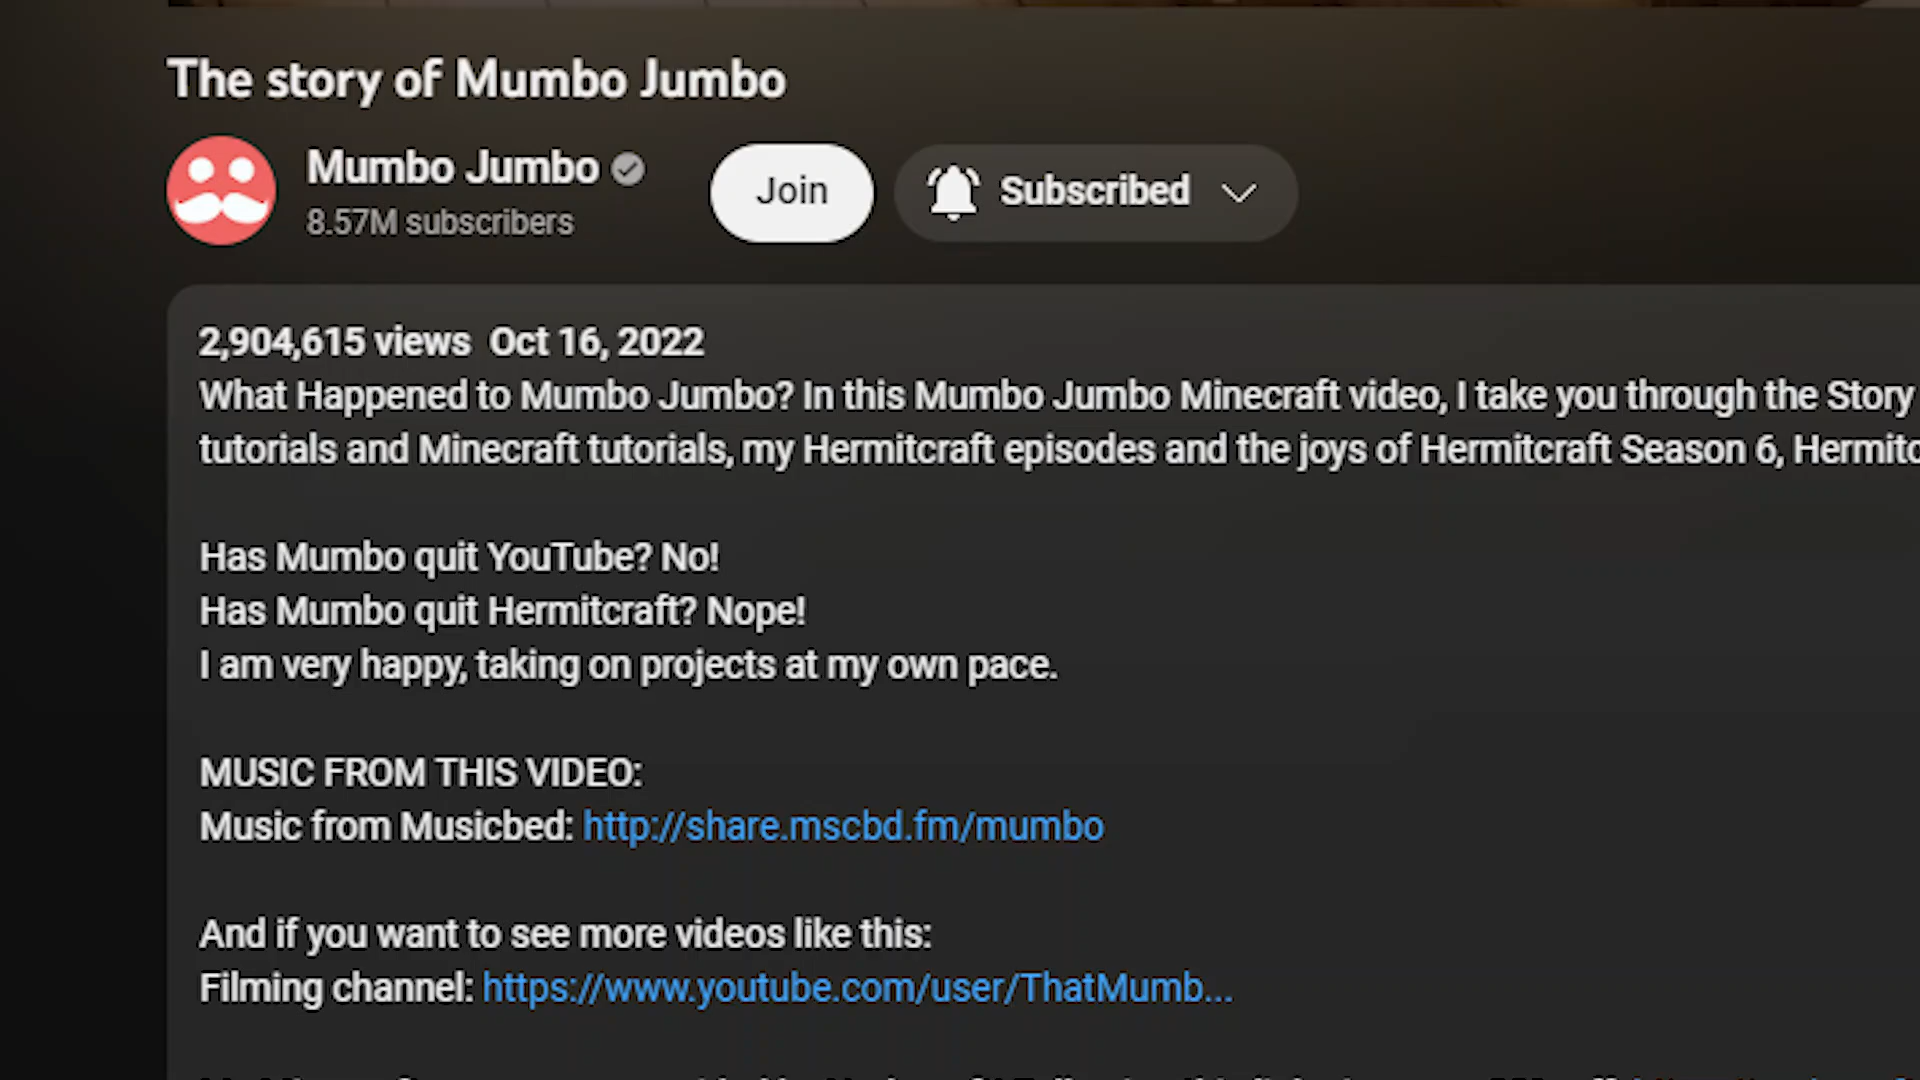 The story of Mumbo Jumbo
Mumbo Jumbo
8.57M subscribers
Join
Subscribed
2,904,615 views Oct 16, 2022
What Happened to Mumbo Jumbo? In this Mumbo Jumbo Minecraft video, I take you through the Story
tutorials and Minecraft tutorials, my Hermitcraft episodes and the joys of Hermitcraft Season 6, Hermitc
Has Mumbo quit YouTube? No!
Has Mumbo quit Hermitcraft? Nope!
I am very happy, taking on projects at my own pace.
MUSIC FROM THIS VIDEO:
Music from Musicbed: http://share.mscbd.fm/mumbo
And if you want to see more videos like this:
Filming channel: https://www.youtube.com/user/ThatMumb...